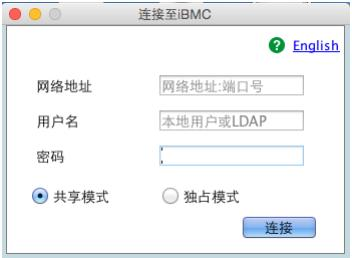 连接至iBMC
? English
网络地址 网络地址:端口号
用户名 本地用户或LDAP
密码
共享模式 独占模式
连接